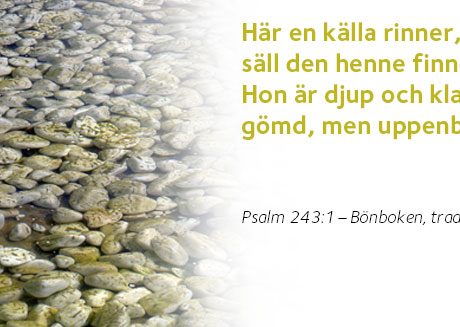 Här en källa rinner,
säll den henne finn
Hon är djup och kla
gömd, men uppenb
Psalm 243:1 – Bönboken, trad